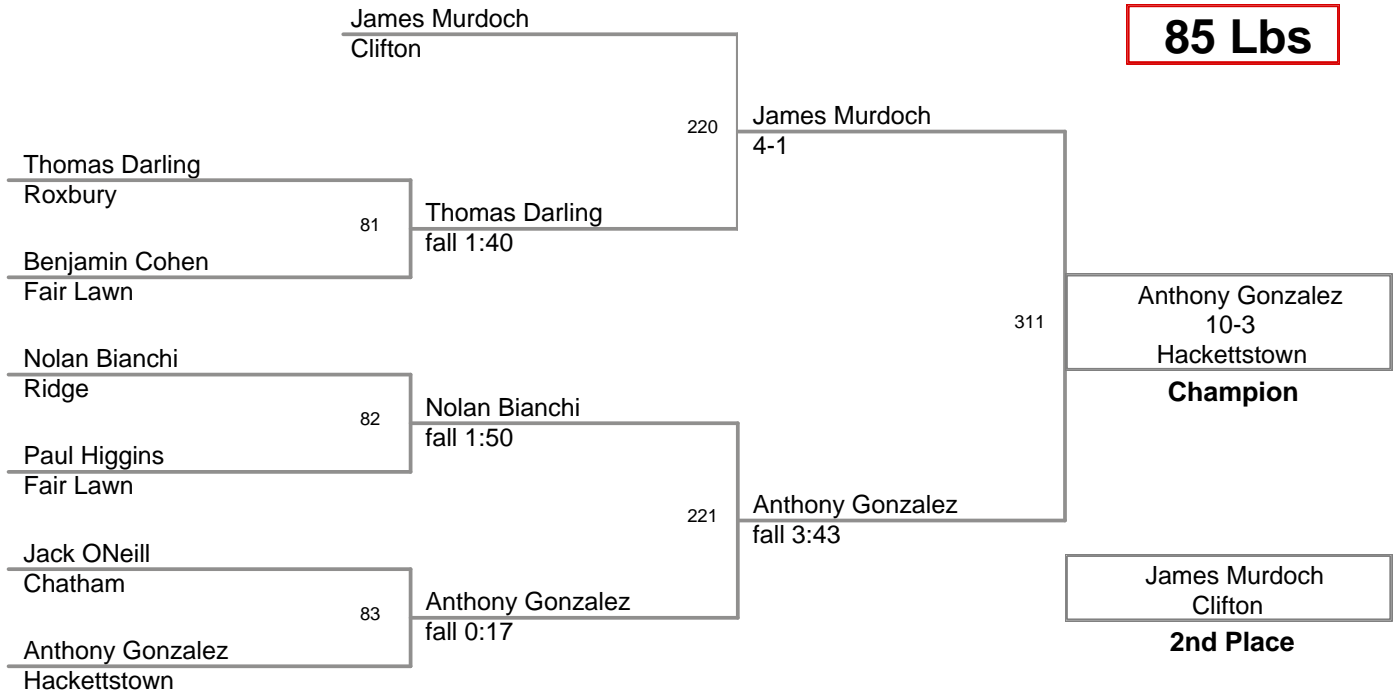 James Murdoch
Clifton
85 Lbs
220
James Murdoch
4-1
Thomas Darling
Roxbury
81
Thomas Darling
fall 1:40
Benjamin Cohen
Fair Lawn
311
Anthony Gonzalez
10-3
Hackettstown
Champion
Nolan Bianchi
Ridge
82
Nolan Bianchi
fall 1:50
Paul Higgins
Fair Lawn
221
Anthony Gonzalez
fall 3:43
Jack ONeill
Chatham
83
Anthony Gonzalez
fall 0:17
Anthony Gonzalez
Hackettstown
James Murdoch
Clifton
2nd Place